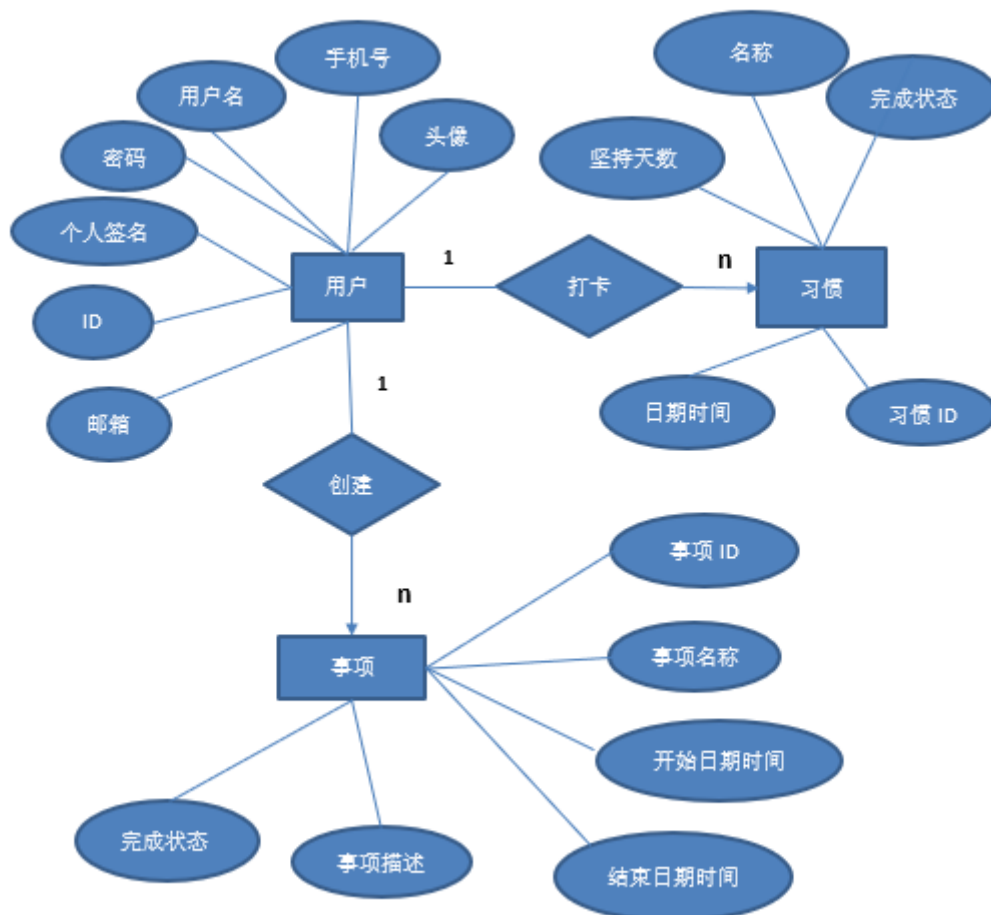 手机号
名称
用户名
完成状态
头像
密码
坚持天数
个人签名
1
n
用户
打卡
习惯
ID
1
日期时间
习惯 ID
邮箱
创建
事项 ID
n
事项
事项名称
开始日期时间
完成状态
事项描述
结束日期时间